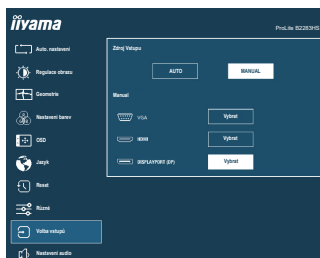 iiyama
ProLite B2283HS
Auto. nastavení
Regulace obrazu
Geometrie
Nastavení barev
OSD
Jazyk
Reset
Různé
Volba vstupů
Nastavení audio
Zdroj Vstupu
AUTO
MANUAL
Manual
VGA
Vybrat
HDMI
Vybrat
DISPLAYPORT (DP)
Vybrat